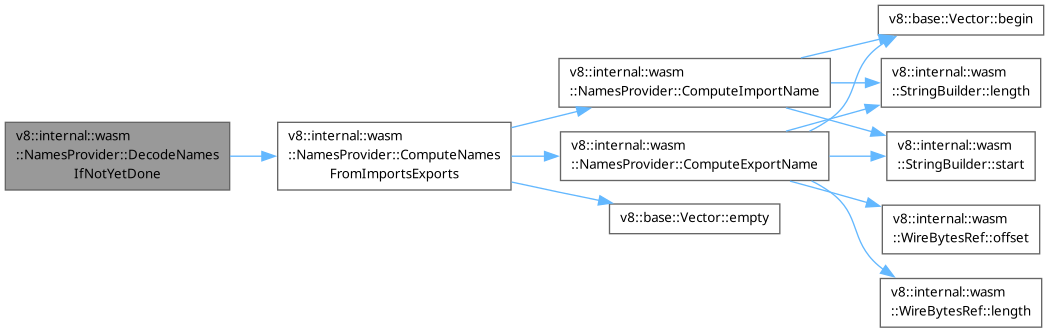 v8::internal::wasm
::NamesProvider::DecodeNames
IfNotYetDone
v8::internal::wasm
::NamesProvider::ComputeNames
FromImportsExports
v8::internal::wasm
::NamesProvider::ComputeImportName
v8::internal::wasm
::NamesProvider::ComputeExportName
v8::base::Vector::empty
v8::base::Vector::begin
v8::internal::wasm
::StringBuilder::length
v8::internal::wasm
::StringBuilder::start
v8::internal::wasm
::WireBytesRef::offset
v8::internal::wasm
::WireBytesRef::length